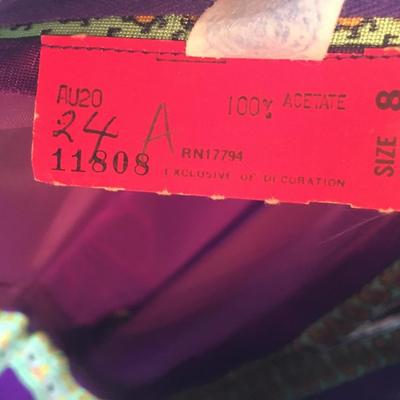 AU20 100% ACETATE
24 A
11808 RN17794
EXCLUSIVE OF DECORATION
SIZE 8